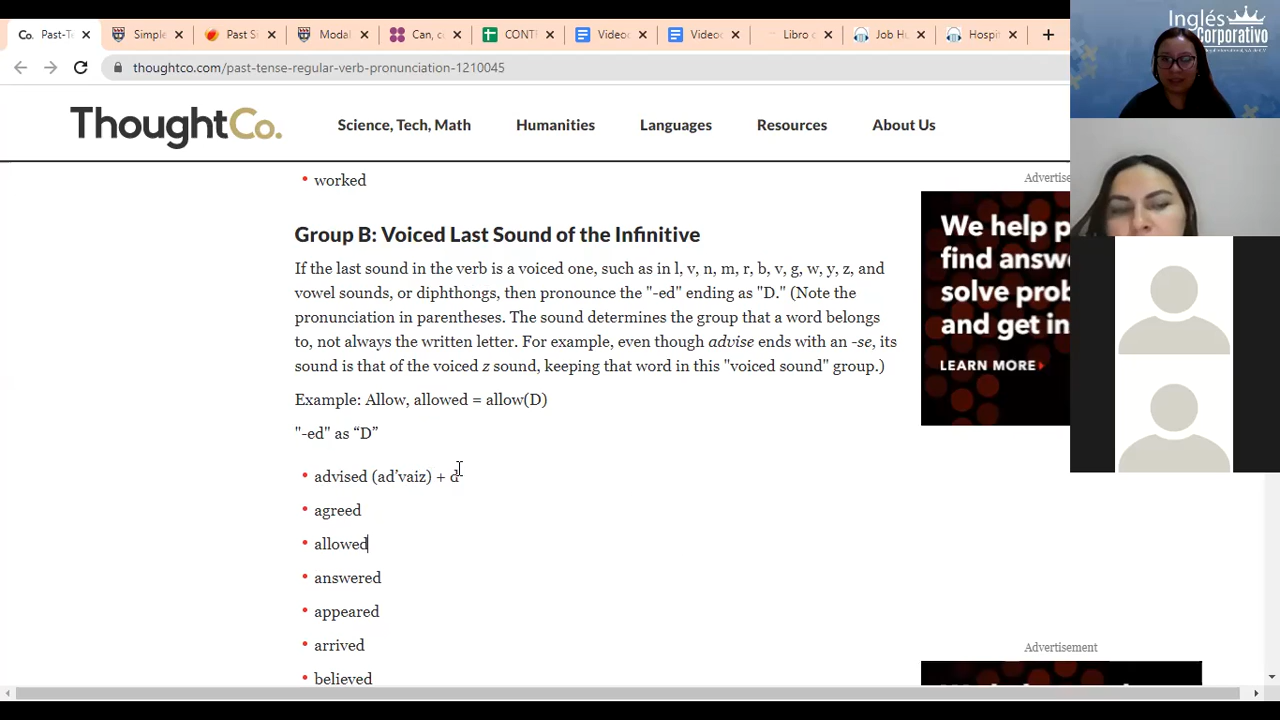 Co. Past-Te
Simple
Past S
Modal
Can, c
CONT
Videoc
Videoc
Libro c
Job H
Hospit
thoughtco.com/past-tense-regular-verb-pronunciation-1210045
Inglés
Corporativo
ThoughtCo.
Science, Tech, Math
Humanities
Languages
Resources
About Us
• worked
Advertise
Group B: Voiced Last Sound of the Infinitive
If the last sound in the verb is a voiced one, such as in l, v, n, m, r, b, v, g, w, y, z, and
vowel sounds, or diphthongs, then pronounce the "-ed" ending as "D." (Note the
pronunciation in parentheses. The sound determines the group that a word belongs
to, not always the written letter. For example, even though advise ends with an -se, its
sound is that of the voiced z sound, keeping that word in this "voiced sound" group.)
Example: Allow, allowed = allow(D)
"-ed" as “D”
• advised (ad’vaiz) + d
• agreed
• allowed
• answered
• appeared
• arrived
• believed
We help p
find answ
solve prob
and get in
LEARN MORE
Advertisement